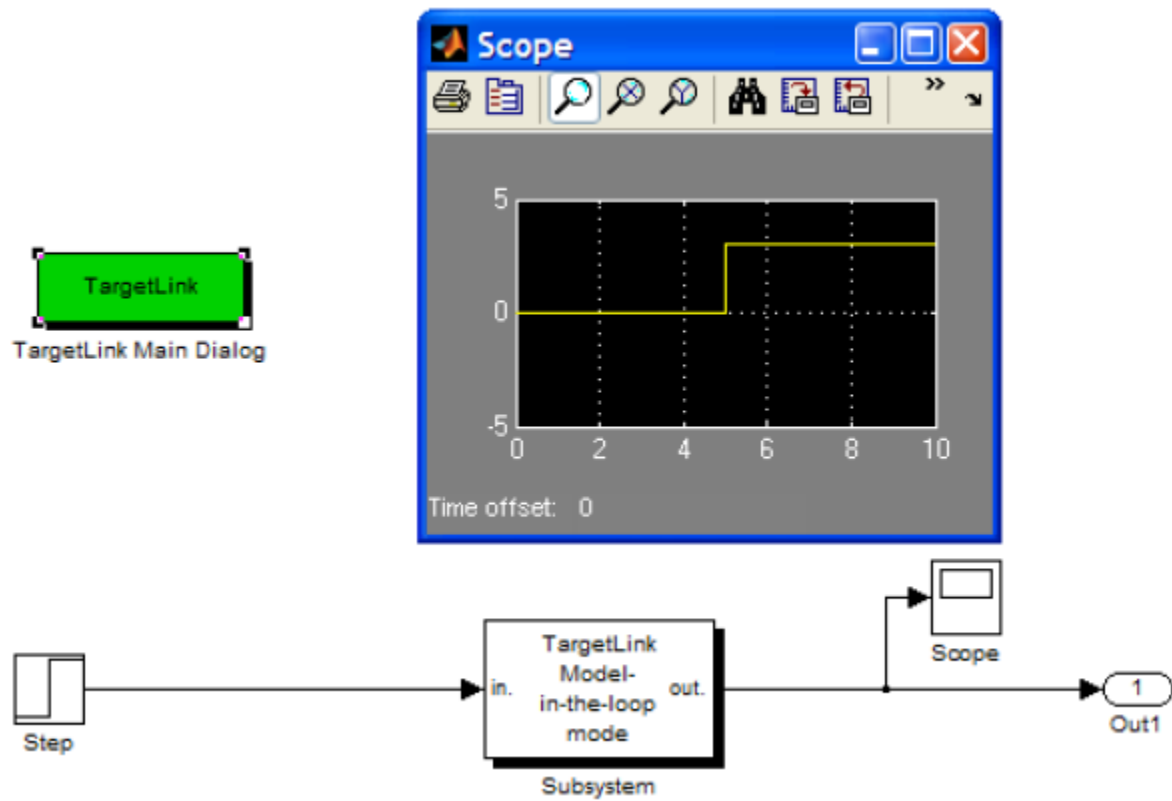 Scope
TargetLink
TargetLink Main Dialog
5
0
-5
0 2 4 6 8 10
Time offset: 0
TargetLink
Model-
in-the-loop
mode
in.
out.
Subsystem
Step
Scope
1
Out1